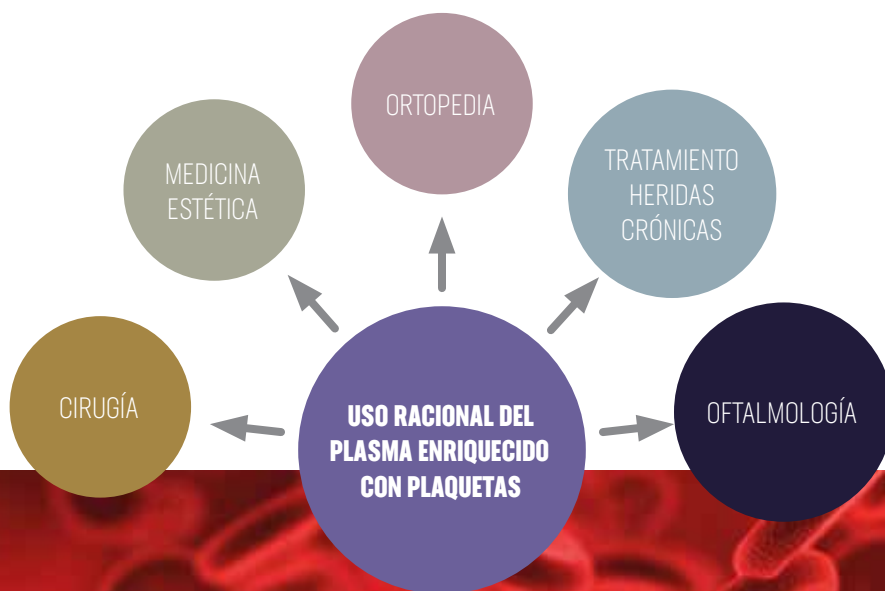 ORTOPEDIA
MEDICINA
ESTÉTICA
TRATAMIENTO
HERIDAS
CRÓNICAS
CIRUGÍA
USO RACIONAL DEL
PLASMA ENRIQUECIDO
CON PLAQUETAS
OFTALMOLOGÍA